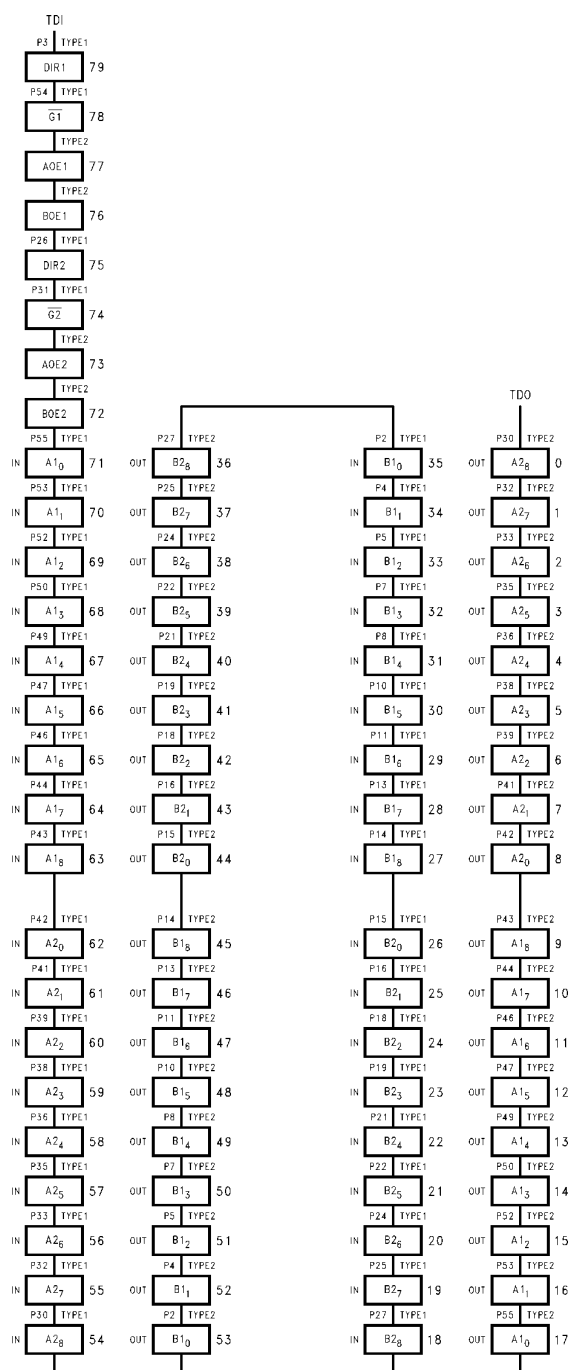 TDI
P3 TYPE1
DIR1 79
P54 TYPE1
G1 78
TYPE2
AOE1 77
TYPE2
BOE1 76
P26 TYPE1
DIR2 75
P31 TYPE1
G2 74
TYPE2
AOE2 73
TYPE2
BOE2 72
TDO
P55 TYPE1 P27 TYPE2 P2 TYPE1 P30 TYPE2
IN A1₀ 71 OUT B2₈ 36 IN B1₀ 35 OUT A2₈ 0
P53 TYPE1 P25 TYPE2 P4 TYPE1 P32 TYPE2
IN A1₁ 70 OUT B2₇ 37 IN B1₁ 34 OUT A2₇ 1
P52 TYPE1 P24 TYPE2 P5 TYPE1 P33 TYPE2
IN A1₂ 69 OUT B2₆ 38 IN B1₂ 33 OUT A2₆ 2
P50 TYPE1 P22 TYPE2 P7 TYPE1 P35 TYPE2
IN A1₃ 68 OUT B2₅ 39 IN B1₃ 32 OUT A2₅ 3
P49 TYPE1 P21 TYPE2 P8 TYPE1 P36 TYPE2
IN A1₄ 67 OUT B2₄ 40 IN B1₄ 31 OUT A2₄ 4
P47 TYPE1 P19 TYPE2 P10 TYPE1 P38 TYPE2
IN A1₅ 66 OUT B2₃ 41 IN B1₅ 30 OUT A2₃ 5
P46 TYPE1 P18 TYPE2 P11 TYPE1 P39 TYPE2
IN A1₆ 65 OUT B2₂ 42 IN B1₆ 29 OUT A2₂ 6
P44 TYPE1 P16 TYPE2 P13 TYPE1 P41 TYPE2
IN A1₇ 64 OUT B2₁ 43 IN B1₇ 28 OUT A2₁ 7
P43 TYPE1 P15 TYPE2 P14 TYPE1 P42 TYPE2
IN A1₈ 63 OUT B2₀ 44 IN B1₈ 27 OUT A2₀ 8
P42 TYPE1 P14 TYPE2 P15 TYPE1 P43 TYPE2
IN A2₀ 62 OUT B1₈ 45 IN B2₀ 26 OUT A1₈ 9
P41 TYPE1 P13 TYPE2 P16 TYPE1 P44 TYPE2
IN A2₁ 61 OUT B1₇ 46 IN B2₁ 25 OUT A1₇ 10
P39 TYPE1 P11 TYPE2 P18 TYPE1 P46 TYPE2
IN A2₂ 60 OUT B1₆ 47 IN B2₂ 24 OUT A1₆ 11
P38 TYPE1 P10 TYPE2 P19 TYPE1 P47 TYPE2
IN A2₃ 59 OUT B1₅ 48 IN B2₃ 23 OUT A1₅ 12
P36 TYPE1 P8 TYPE2 P21 TYPE1 P49 TYPE2
IN A2₄ 58 OUT B1₄ 49 IN B2₄ 22 OUT A1₄ 13
P35 TYPE1 P7 TYPE2 P22 TYPE1 P50 TYPE2
IN A2₅ 57 OUT B1₃ 50 IN B2₅ 21 OUT A1₃ 14
P33 TYPE1 P5 TYPE2 P24 TYPE1 P52 TYPE2
IN A2₆ 56 OUT B1₂ 51 IN B2₆ 20 OUT A1₂ 15
P32 TYPE1 P4 TYPE2 P25 TYPE1 P53 TYPE2
IN A2₇ 55 OUT B1₁ 52 IN B2₇ 19 OUT A1₁ 16
P30 TYPE1 P2 TYPE2 P27 TYPE1 P55 TYPE2
IN A2₈ 54 OUT B1₀ 53 IN B2₈ 18 OUT A1₀ 17